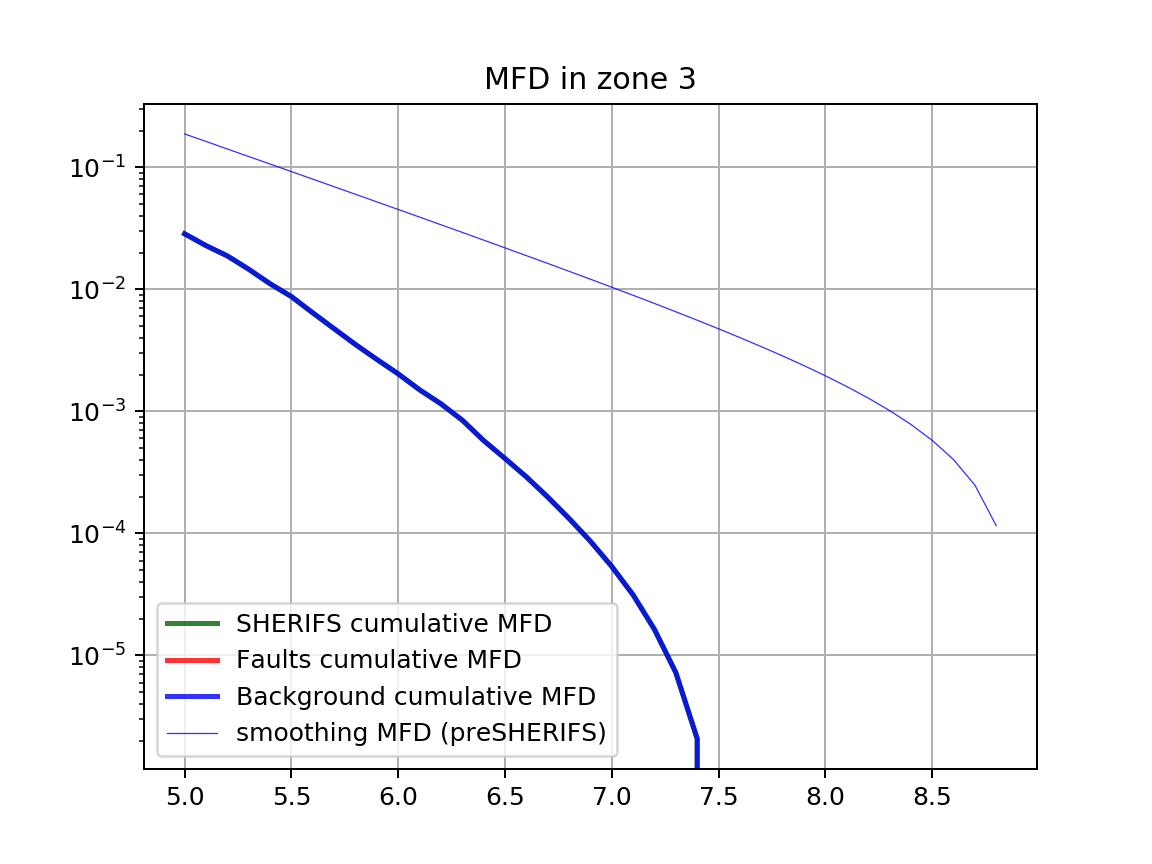 MFD in zone 3
10⁻¹
10⁻²
10⁻³
10⁻⁴
10⁻⁵
SHERIFS cumulative MFD
Faults cumulative MFD
Background cumulative MFD
smoothing MFD (preSHERIFS)
5.0 5.5 6.0 6.5 7.0 7.5 8.0 8.5